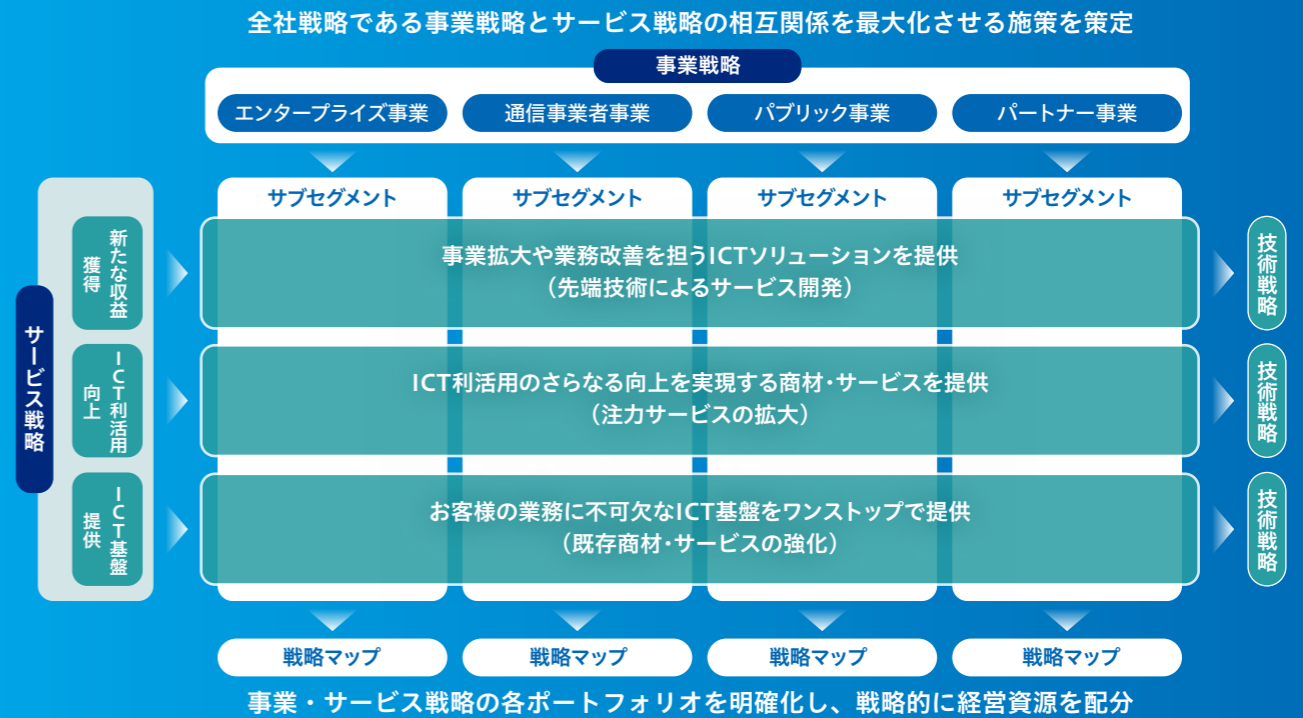 全社戦略である事業戦略とサービス戦略の相互関係を最大化させる施策を策定
事業戦略
エンタープライズ事業
通信事業者事業
パブリック事業
パートナー事業
サブセグメント
サブセグメント
サブセグメント
サブセグメント
サービス戦略
新たな収益
獲得
事業拡大や業務改善を担うICTソリューションを提供
（先端技術によるサービス開発）
技術戦略
ICT利活用
向上
ICT利活用のさらなる向上を実現する商材・サービスを提供
（注力サービスの拡大）
技術戦略
ICT基盤
提供
お客様の業務に不可欠なICT基盤をワンストップで提供
（既存商材・サービスの強化）
技術戦略
戦略マップ
戦略マップ
戦略マップ
戦略マップ
事業・サービス戦略の各ポートフォリオを明確化し、戦略的に経営資源を配分